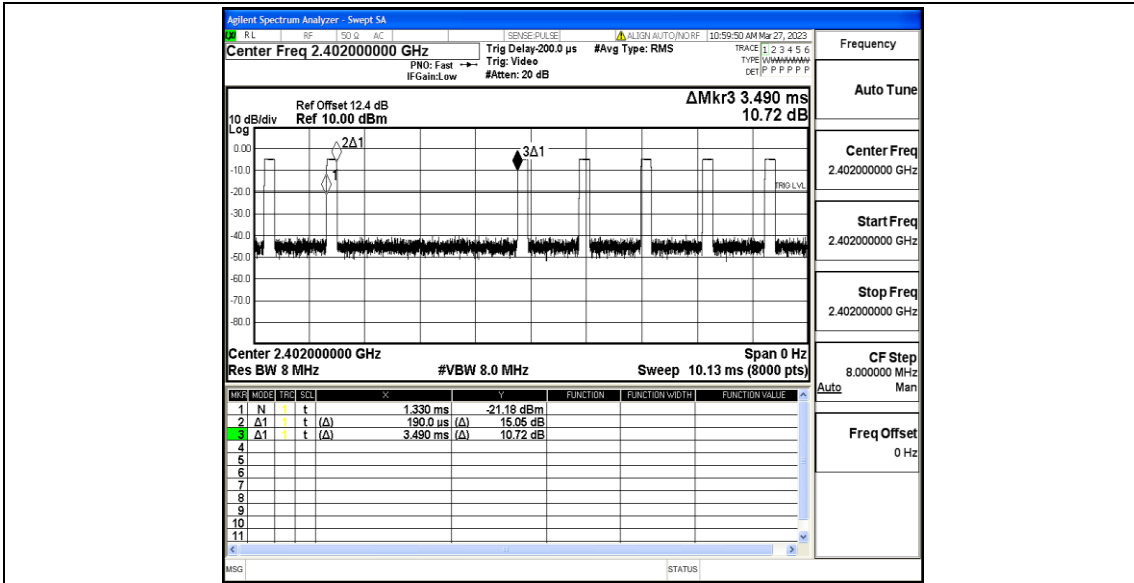 Agilent Spectrum Analyzer - Swept SA
RL RF 50 Ω AC SENSE:PULSE ALIGN AUTO/NO RF 10:59:50 AM Mar 27, 2023
Center Freq 2.402000000 GHz
PNO: Fast
IFGain:Low
Trig Delay-200.0 µs
Trig: Video
#Atten: 20 dB
#Avg Type: RMS
TRACE 1 2 3 4 5 6
TYPE
DET P P P P P P
Frequency
Auto Tune
Center Freq
2.402000000 GHz
Start Freq
2.402000000 GHz
Stop Freq
2.402000000 GHz
CF Step
8.000000 MHz
Auto Man
Freq Offset
0 Hz
Ref Offset 12.4 dB
10 dB/div Ref 10.00 dBm
Log
ΔMkr3 3.490 ms
10.72 dB
0.00
-10.0
-20.0
-30.0
-40.0
-50.0
-60.0
-70.0
-80.0
2Δ1
1
3Δ1
TRIG LVL
Center 2.402000000 GHz Span 0 Hz
Res BW 8 MHz #VBW 8.0 MHz Sweep 10.13 ms (8000 pts)
MKR MODE TRC SCL X Y FUNCTION FUNCTION WIDTH FUNCTION VALUE
1 N 1 t 1.330 ms -21.18 dBm
2 Δ1 1 t (Δ) 190.0 µs (Δ) 15.05 dB
3 Δ1 1 t (Δ) 3.490 ms (Δ) 10.72 dB
4
5
6
7
8
9
10
11
MSG STATUS